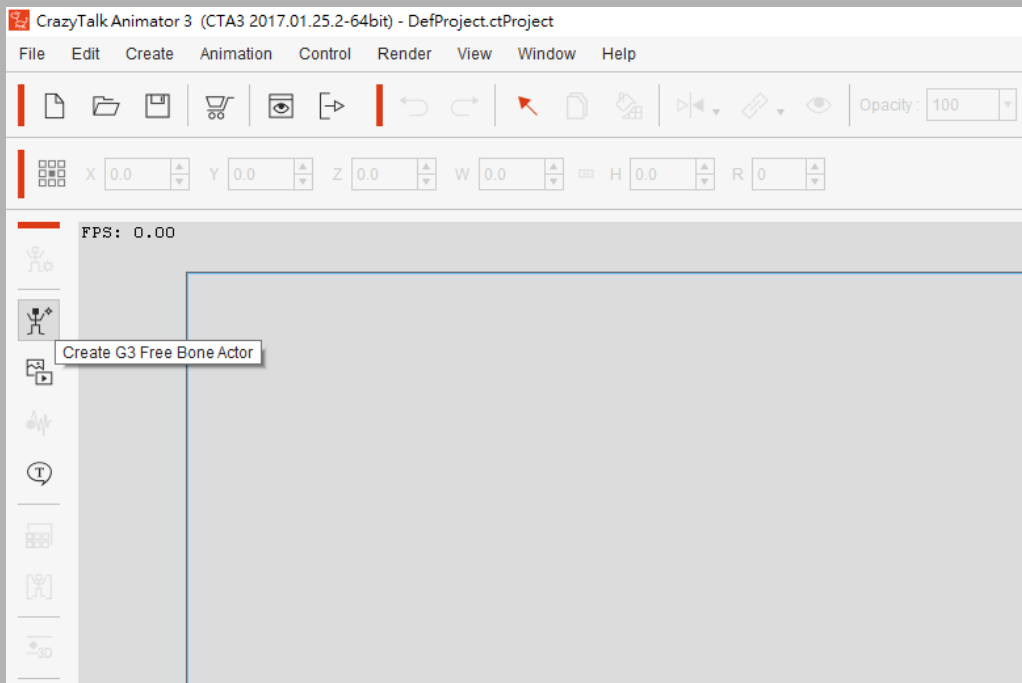 CrazyTalk Animator 3  (CTA3 2017.01.25.2-64bit) - DefProject.ctProject
File Edit Create Animation Control Render View Window Help
Opacity : 100
X 0.0 Y 0.0 Z 0.0 W 0.0 H 0.0 R 0
FPS: 0.00
Create G3 Free Bone Actor
T
3D